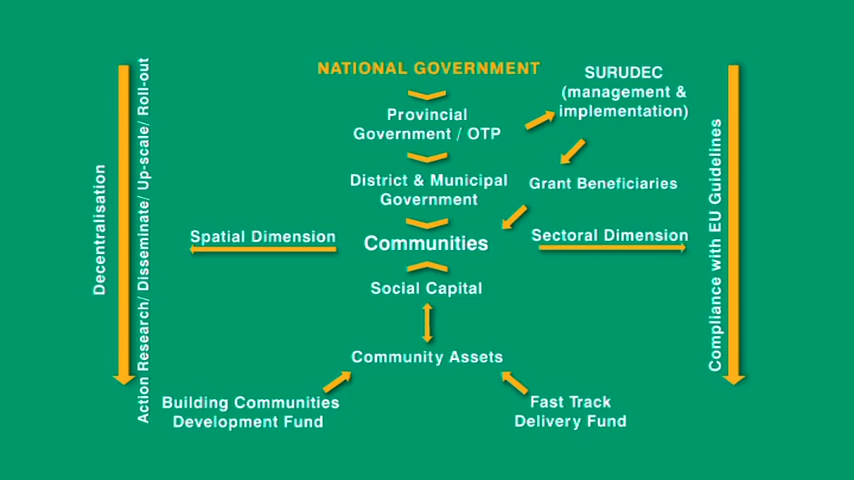 NATIONAL GOVERNMENT
SURUDEC
(management &
implementation)
Provincial
Government / OTP
District & Municipal
Government
Grant Beneficiaries
Communities
Spatial Dimension
Sectoral Dimension
Social Capital
Community Assets
Building Communities
Development Fund
Fast Track
Delivery Fund
Decentralisation
Action Research/ Disseminate/ Up-scale/ Roll-out
Compliance with EU Guidelines